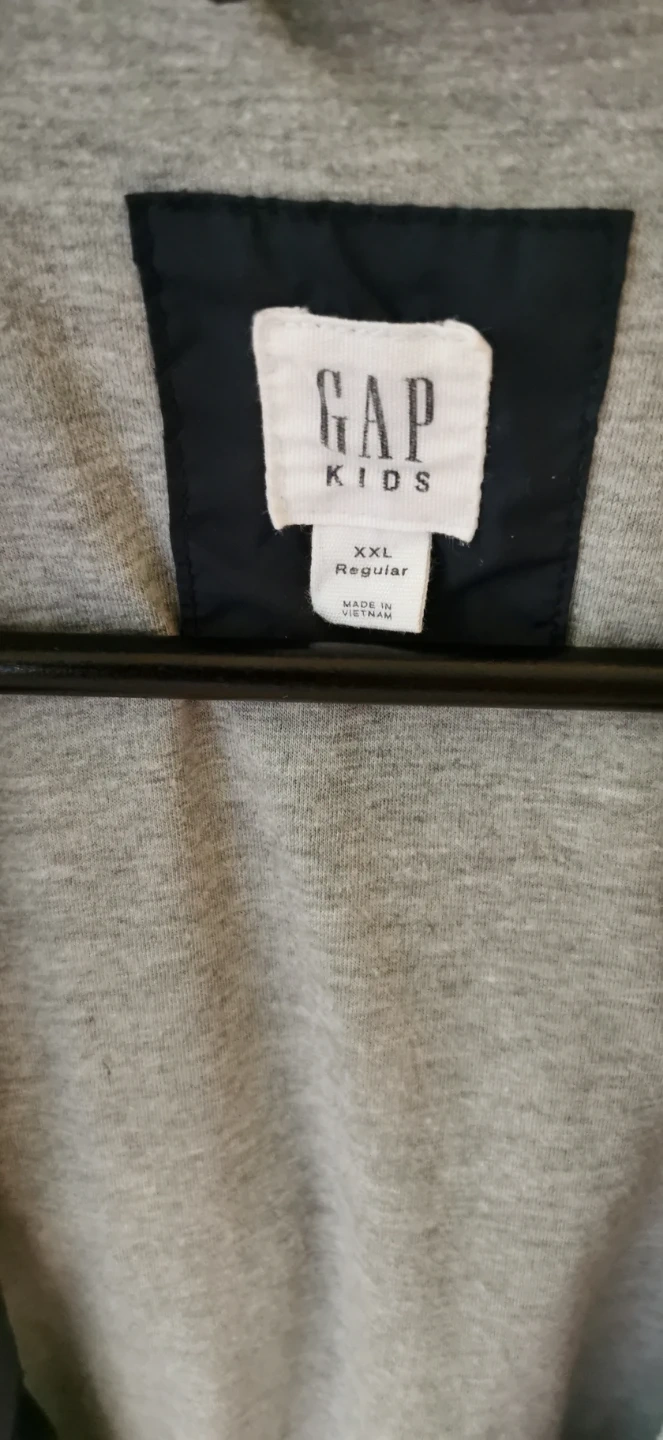 GAP
KIDS
XXL
Regular
MADE IN
VIETNAM